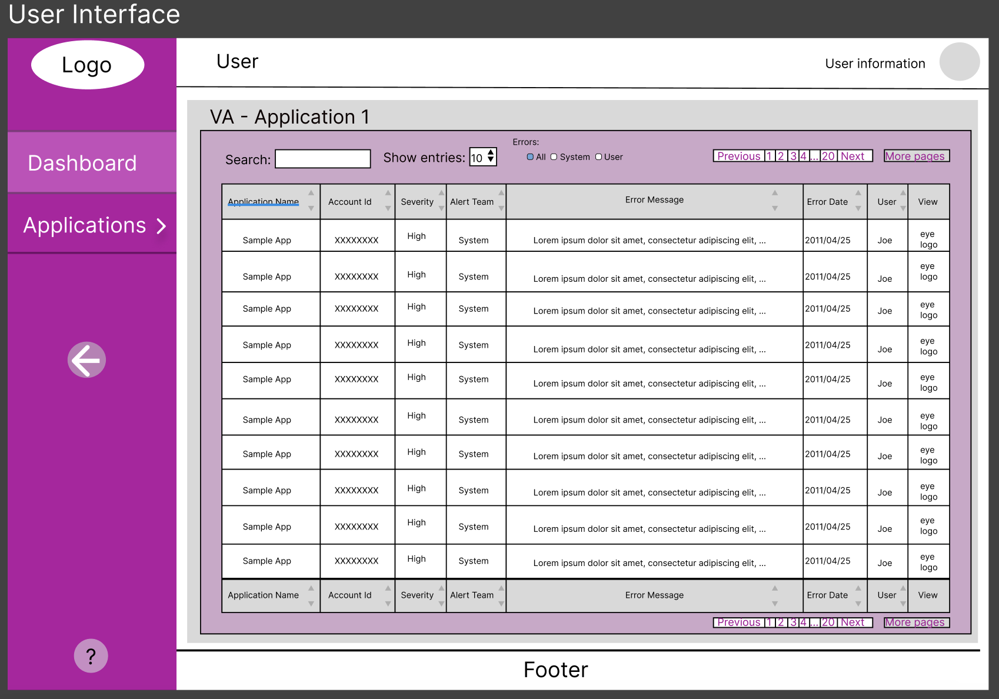 User Interface
Logo
User
User information
Dashboard
Applications
?
VA - Application 1
Search:
Show entries: 10
Errors:
All System User
Previous 1 2 3 4 ... 20 Next More pages
Application Name Account Id Severity Alert Team Error Message Error Date User View
Sample App XXXXXXXX High System Lorem ipsum dolor sit amet, consectetur adipiscing elit, ... 2011/04/25 Joe eye
logo
Sample App XXXXXXXX High System Lorem ipsum dolor sit amet, consectetur adipiscing elit, ... 2011/04/25 Joe eye
logo
Sample App XXXXXXXX High System Lorem ipsum dolor sit amet, consectetur adipiscing elit, ... 2011/04/25 Joe eye
logo
Sample App XXXXXXXX High System Lorem ipsum dolor sit amet, consectetur adipiscing elit, ... 2011/04/25 Joe eye
logo
Sample App XXXXXXXX High System Lorem ipsum dolor sit amet, consectetur adipiscing elit, ... 2011/04/25 Joe eye
logo
Sample App XXXXXXXX High System Lorem ipsum dolor sit amet, consectetur adipiscing elit, ... 2011/04/25 Joe eye
logo
Sample App XXXXXXXX High System Lorem ipsum dolor sit amet, consectetur adipiscing elit, ... 2011/04/25 Joe eye
logo
Sample App XXXXXXXX High System Lorem ipsum dolor sit amet, consectetur adipiscing elit, ... 2011/04/25 Joe eye
logo
Sample App XXXXXXXX High System Lorem ipsum dolor sit amet, consectetur adipiscing elit, ... 2011/04/25 Joe eye
logo
Sample App XXXXXXXX High System Lorem ipsum dolor sit amet, consectetur adipiscing elit, ... 2011/04/25 Joe eye
logo
Application Name Account Id Severity Alert Team Error Message Error Date User View
Previous 1 2 3 4 ... 20 Next More pages
Footer